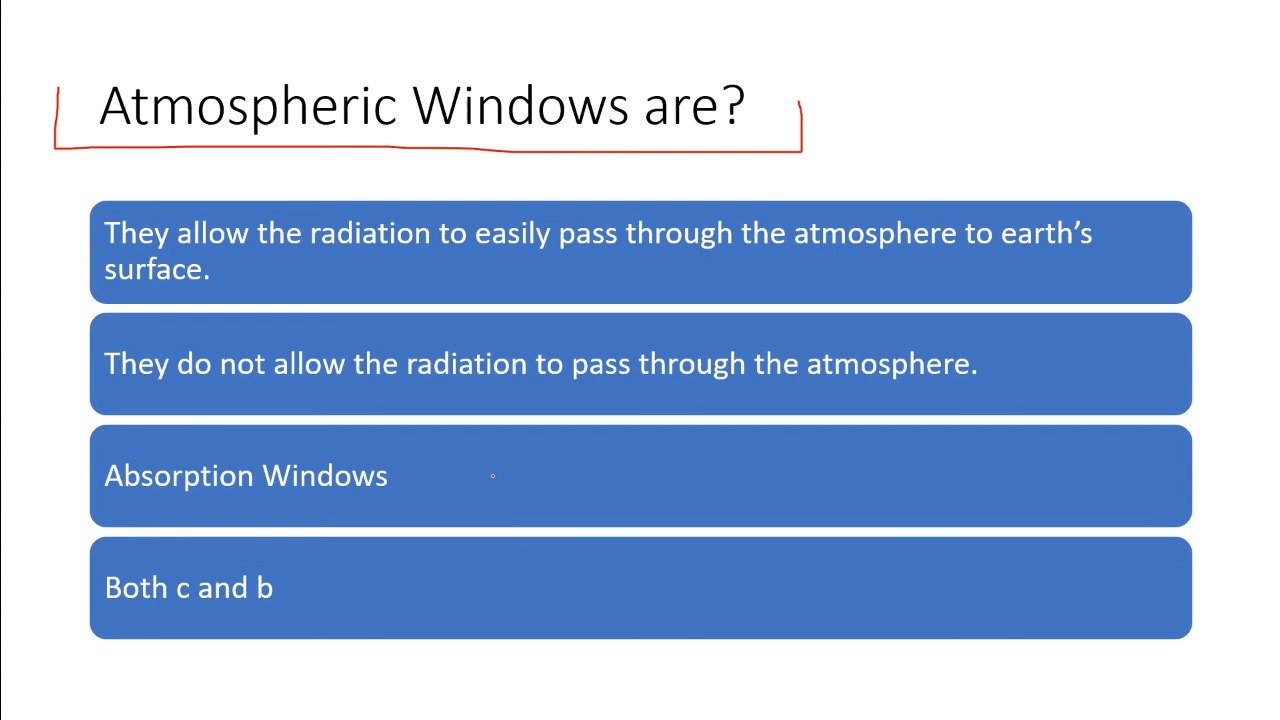 Atmospheric Windows are?
They allow the radiation to easily pass through the atmosphere to earth’s
surface.
They do not allow the radiation to pass through the atmosphere.
Absorption Windows
Both c and b